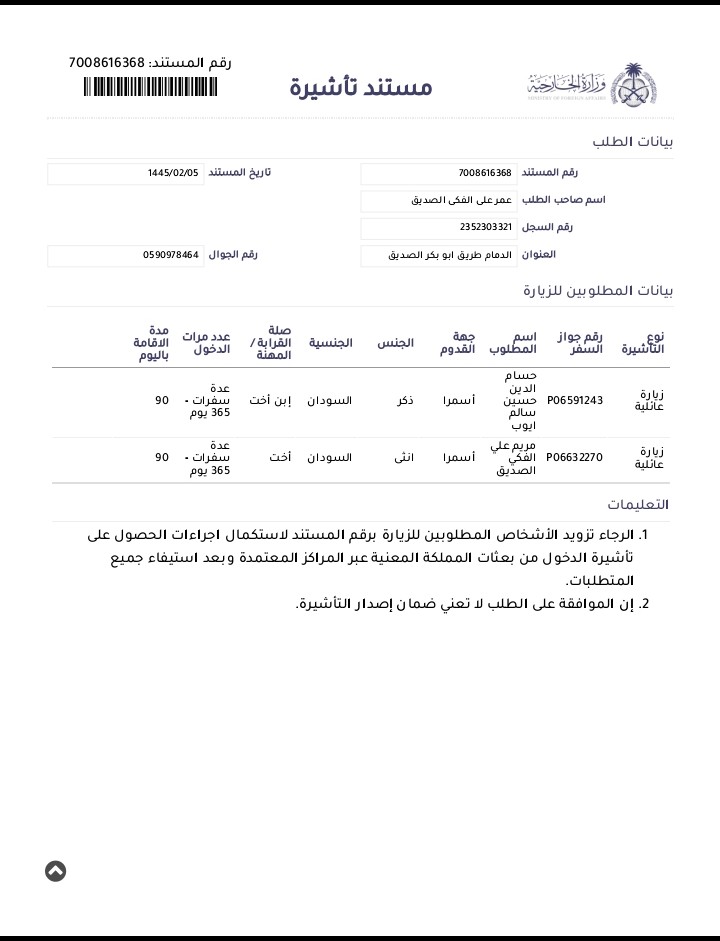 رقم المستند: 7008616368
مستند تأشيرة
وزارة الخارجية
MINISTRY OF FOREIGN AFFAIRS
بيانات الطلب
رقم المستند 7008616368 تاريخ المستند 1445/02/05
اسم صاحب الطلب عمر على الفكى الصديق
رقم السجل 2352303321
العنوان الدمام طريق ابو بكر الصديق رقم الجوال 0590978464
بيانات المطلوبين للزيارة
نوع التأشيرة رقم جواز السفر اسم المطلوب جهة القدوم الجنس الجنسية صلة القرابة / المهنة عدد مرات الدخول مدة الاقامة باليوم
زيارة عائلية P06591243 حسام الدين حسين سالم ايوب أسمرا ذكر السودان إبن أخت عدة سفرات - 365 يوم 90
زيارة عائلية P06632270 مريم علي الفكي الصديق أسمرا انثى السودان أخت عدة سفرات - 365 يوم 90
التعليمات
1. الرجاء تزويد الأشخاص المطلوبين للزيارة برقم المستند لاستكمال اجراءات الحصول على
تأشيرة الدخول من بعثات المملكة المعنية عبر المراكز المعتمدة وبعد استيفاء جميع
المتطلبات.
2. إن الموافقة على الطلب لا تعني ضمان إصدار التأشيرة.